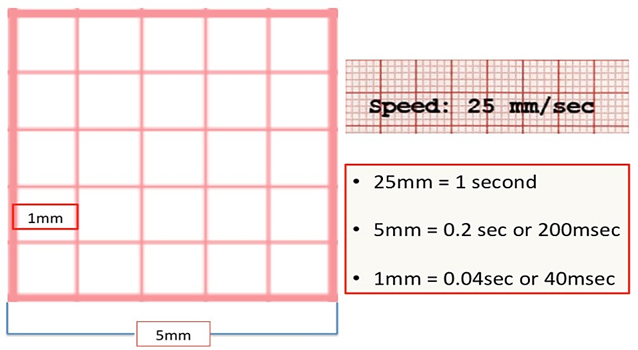 1mm
5mm
Speed: 25 mm/sec
• 25mm = 1 second
• 5mm = 0.2 sec or 200msec
• 1mm = 0.04sec or 40msec